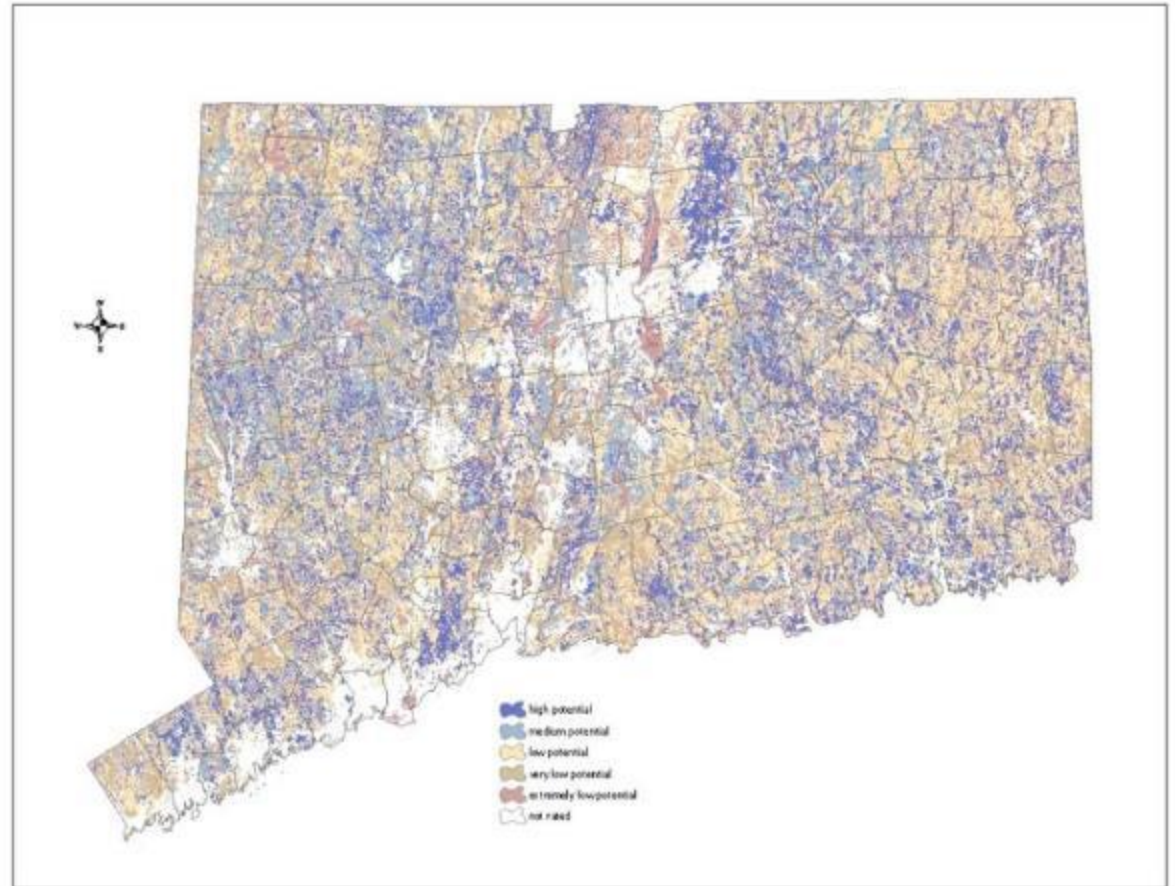 N
W E
S
high potential
medium potential
low potential
very low potential
extremely low potential
not rated